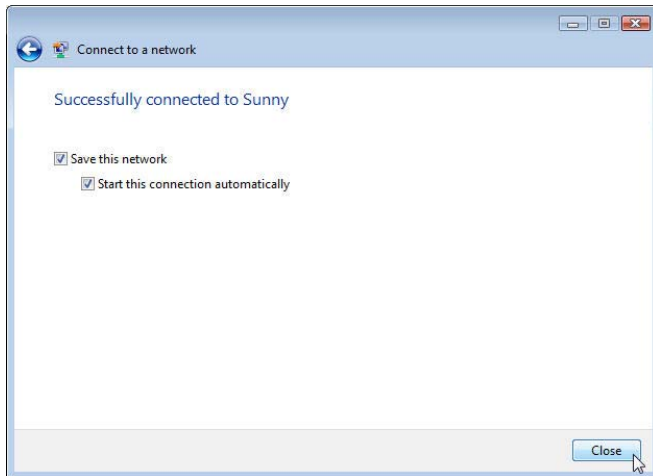 Connect to a network
Successfully connected to Sunny
Save this network
Start this connection automatically
Close